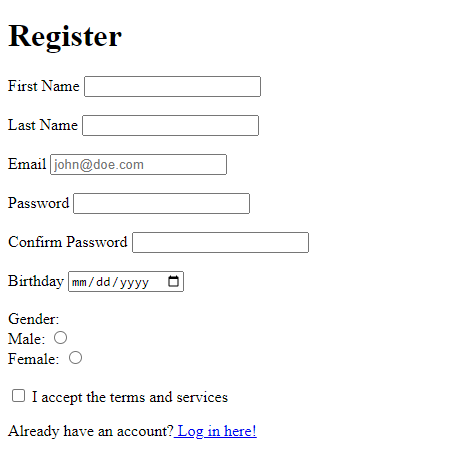 Register
First Name
Last Name
Email john@doe.com
Password
Confirm Password
Birthday mm/dd/yyyy
Gender:
Male:
Female:
I accept the terms and services
Already have an account? Log in here!